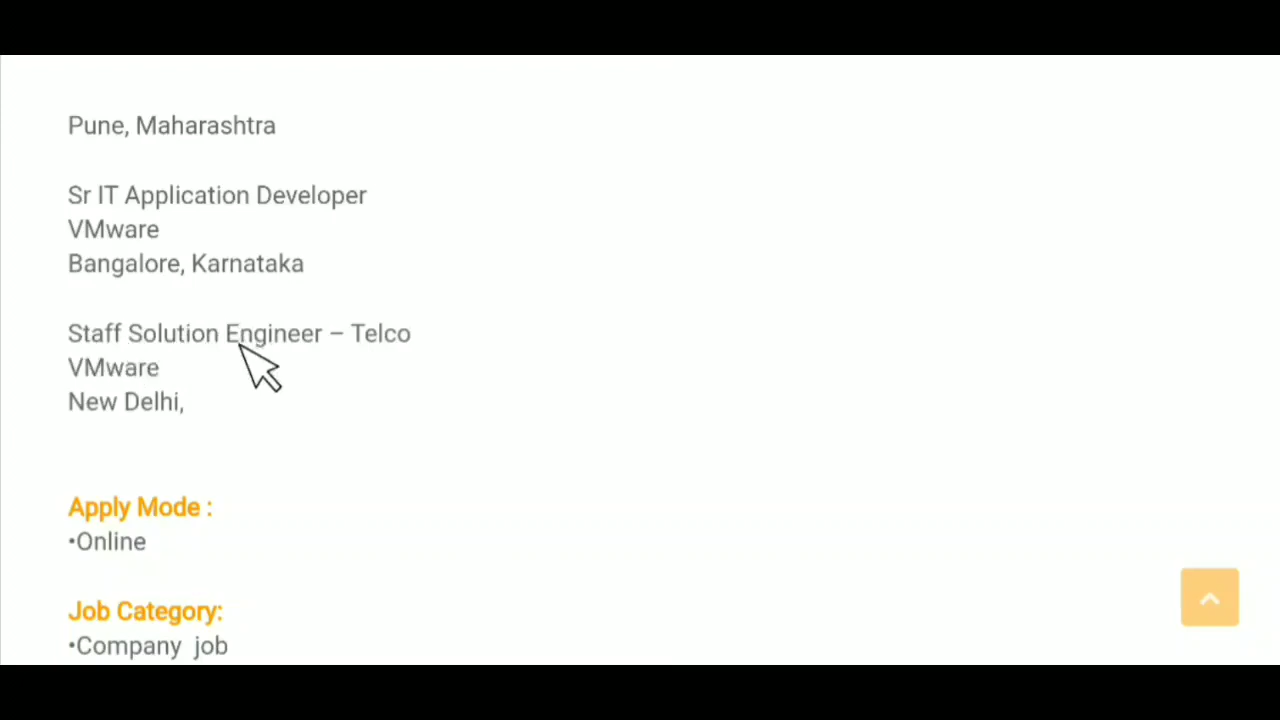 Pune, Maharashtra
Sr IT Application Developer
VMware
Bangalore, Karnataka
Staff Solution Engineer – Telco
VMware
New Delhi,
Apply Mode :
•Online
Job Category:
•Company job